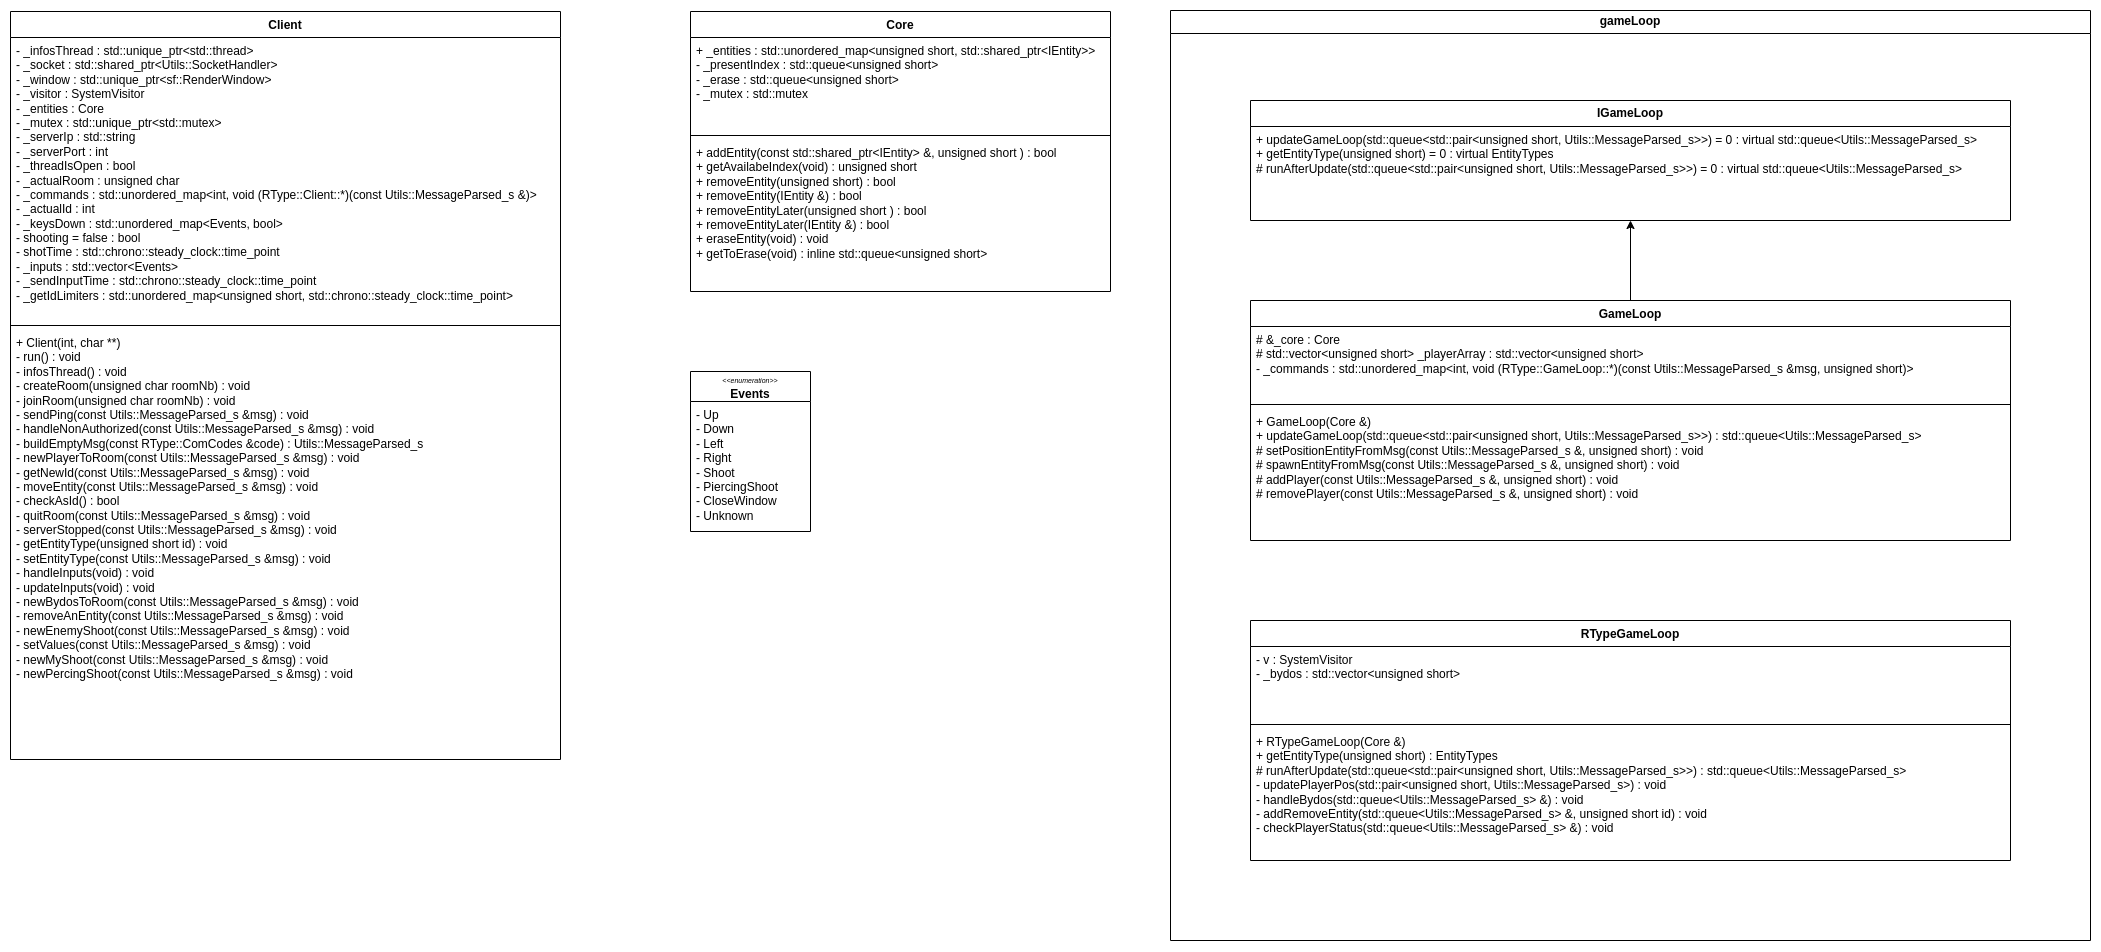 Client
- _infosThread : std::unique_ptr<std::thread>
- _socket : std::shared_ptr<Utils::SocketHandler>
- _window : std::unique_ptr<sf::RenderWindow>
- _visitor : SystemVisitor
- _entities : Core
- _mutex : std::unique_ptr<std::mutex>
- _serverIp : std::string
- _serverPort : int
- _threadIsOpen : bool
- _actualRoom : unsigned char
- _commands : std::unordered_map<int, void (RType::Client::*)(const Utils::MessageParsed_s &)>
- _actualId : int
- _keysDown : std::unordered_map<Events, bool>
- shooting = false : bool
- shotTime : std::chrono::steady_clock::time_point
- _inputs : std::vector<Events>
- _sendInputTime : std::chrono::steady_clock::time_point
- _getIdLimiters : std::unordered_map<unsigned short, std::chrono::steady_clock::time_point>
+ Client(int, char **)
- run() : void
- infosThread() : void
- createRoom(unsigned char roomNb) : void
- joinRoom(unsigned char roomNb) : void
- sendPing(const Utils::MessageParsed_s &msg) : void
- handleNonAuthorized(const Utils::MessageParsed_s &msg) : void
- buildEmptyMsg(const RType::ComCodes &code) : Utils::MessageParsed_s
- newPlayerToRoom(const Utils::MessageParsed_s &msg) : void
- getNewId(const Utils::MessageParsed_s &msg) : void
- moveEntity(const Utils::MessageParsed_s &msg) : void
- checkAsId() : bool
- quitRoom(const Utils::MessageParsed_s &msg) : void
- serverStopped(const Utils::MessageParsed_s &msg) : void
- getEntityType(unsigned short id) : void
- setEntityType(const Utils::MessageParsed_s &msg) : void
- handleInputs(void) : void
- updateInputs(void) : void
- newBydosToRoom(const Utils::MessageParsed_s &msg) : void
- removeAnEntity(const Utils::MessageParsed_s &msg) : void
- newEnemyShoot(const Utils::MessageParsed_s &msg) : void
- setValues(const Utils::MessageParsed_s &msg) : void
- newMyShoot(const Utils::MessageParsed_s &msg) : void
- newPercingShoot(const Utils::MessageParsed_s &msg) : void
Core
+ _entities : std::unordered_map<unsigned short, std::shared_ptr<IEntity>>
- _presentIndex : std::queue<unsigned short>
- _erase : std::queue<unsigned short>
- _mutex : std::mutex
+ addEntity(const std::shared_ptr<IEntity> &, unsigned short ) : bool
+ getAvailabeIndex(void) : unsigned short
+ removeEntity(unsigned short) : bool
+ removeEntity(IEntity &) : bool
+ removeEntityLater(unsigned short ) : bool
+ removeEntityLater(IEntity &) : bool
+ eraseEntity(void) : void
+ getToErase(void) : inline std::queue<unsigned short>
<<enumeration>>
Events
- Up
- Down
- Left
- Right
- Shoot
- PiercingShoot
- CloseWindow
- Unknown
gameLoop
IGameLoop
+ updateGameLoop(std::queue<std::pair<unsigned short, Utils::MessageParsed_s>>) = 0 : virtual std::queue<Utils::MessageParsed_s>
+ getEntityType(unsigned short) = 0 : virtual EntityTypes
# runAfterUpdate(std::queue<std::pair<unsigned short, Utils::MessageParsed_s>>) = 0 : virtual std::queue<Utils::MessageParsed_s>
GameLoop
# &_core : Core
# std::vector<unsigned short> _playerArray : std::vector<unsigned short>
- _commands : std::unordered_map<int, void (RType::GameLoop::*)(const Utils::MessageParsed_s &msg, unsigned short)>
+ GameLoop(Core &)
+ updateGameLoop(std::queue<std::pair<unsigned short, Utils::MessageParsed_s>>) : std::queue<Utils::MessageParsed_s>
# setPositionEntityFromMsg(const Utils::MessageParsed_s &, unsigned short) : void
# spawnEntityFromMsg(const Utils::MessageParsed_s &, unsigned short) : void
# addPlayer(const Utils::MessageParsed_s &, unsigned short) : void
# removePlayer(const Utils::MessageParsed_s &, unsigned short) : void
RTypeGameLoop
- v : SystemVisitor
- _bydos : std::vector<unsigned short>
+ RTypeGameLoop(Core &)
+ getEntityType(unsigned short) : EntityTypes
# runAfterUpdate(std::queue<std::pair<unsigned short, Utils::MessageParsed_s>>) : std::queue<Utils::MessageParsed_s>
- updatePlayerPos(std::pair<unsigned short, Utils::MessageParsed_s>) : void
- handleBydos(std::queue<Utils::MessageParsed_s> &) : void
- addRemoveEntity(std::queue<Utils::MessageParsed_s> &, unsigned short id) : void
- checkPlayerStatus(std::queue<Utils::MessageParsed_s> &) : void